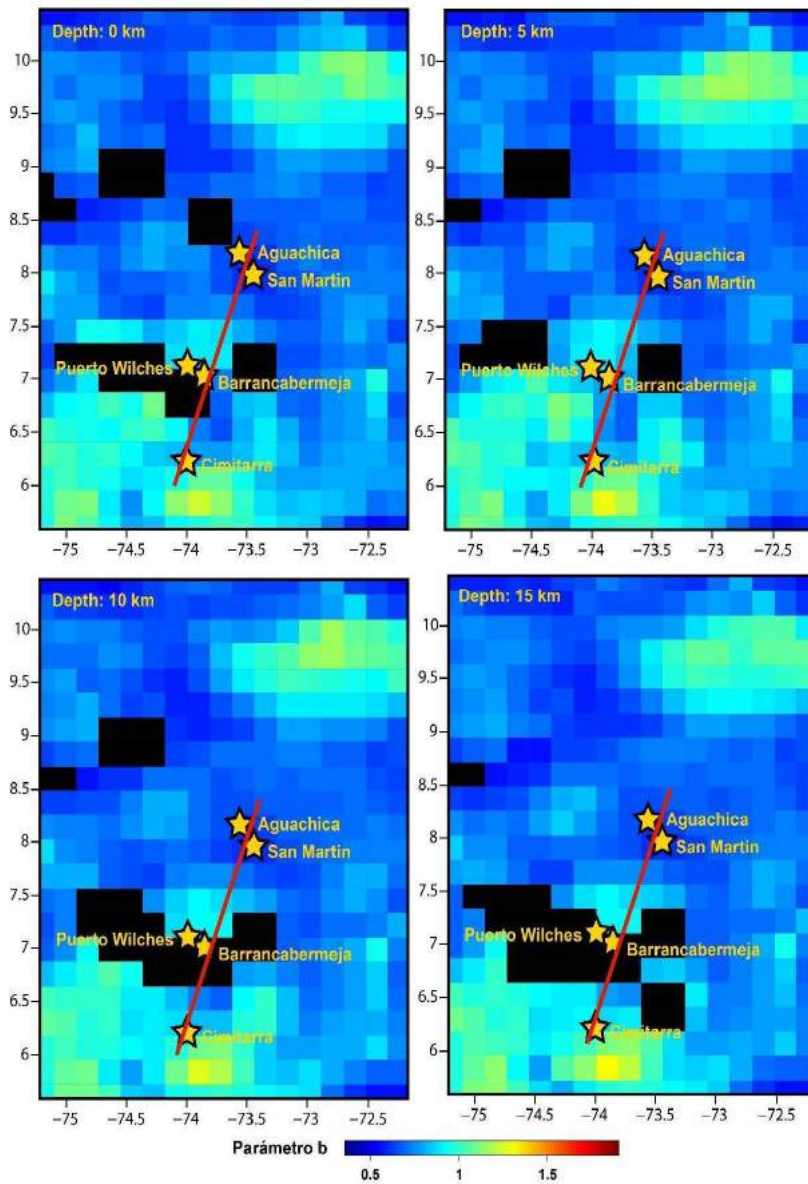 Depth: 0 km
Depth: 5 km
10
9.5
9
8.5
8
7.5
7
6.5
6
Aguachica
San Martin
Puerto Wilches
Barrancabermeja
Cimitarra
−75
−74.5
−74
−73.5
−73
−72.5
10
9.5
9
8.5
8
7.5
7
6.5
6
Aguachica
San Martin
Puerto Wilches
Barrancabermeja
Cimitarra
−75
−74.5
−74
−73.5
−73
−72.5
Depth: 10 km
Depth: 15 km
10
9.5
9
8.5
8
7.5
7
6.5
6
Aguachica
San Martin
Puerto Wilches
Barrancabermeja
Cimitarra
−75
−74.5
−74
−73.5
−73
−72.5
10
9.5
9
8.5
8
7.5
7
6.5
6
Aguachica
San Martin
Puerto Wilches
Barrancabermeja
Cimitarra
−75
−74.5
−74
−73.5
−73
−72.5
Parámetro b
0.5
1
1.5